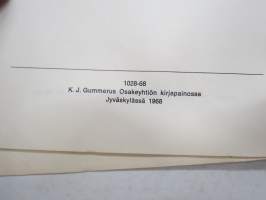 1028-68
K. J. Gummerus Osakeyhtiön kirjapainossa
Jyväskylässä 1968